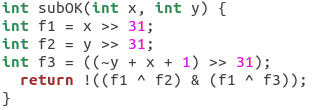 int subOK(int x, int y) {
int f1 = x >> 31;
int f2 = y >> 31;
int f3 = ((~y + x + 1) >> 31);
return !((f1 ^ f2) & (f1 ^ f3));
}